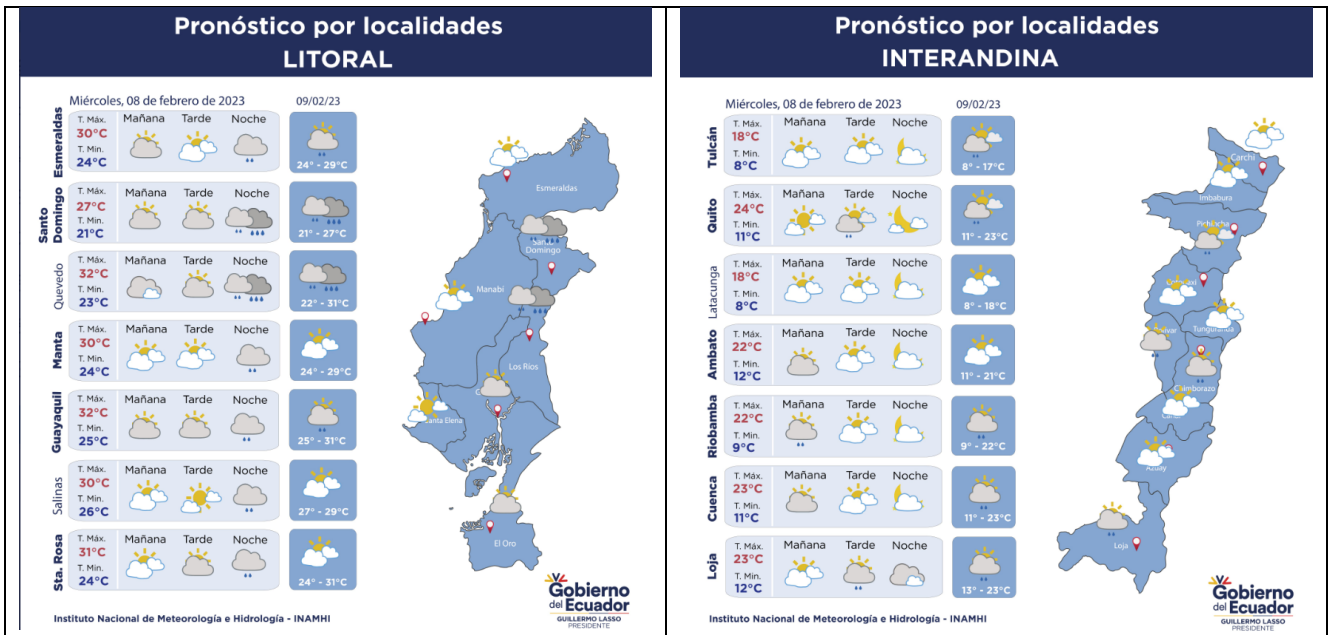 Pronóstico por localidades
LITORAL
Miércoles, 08 de febrero de 2023
09/02/23
Esmeraldas
T. Máx.
30°C
T. Min.
24°C
Mañana Tarde Noche
24° - 29°C
Santo
Domingo
T. Máx.
27°C
T. Min.
21°C
Mañana Tarde Noche
21° - 27°C
Quevedo
T. Máx.
32°C
T. Min.
23°C
Mañana Tarde Noche
22° - 31°C
Manta
T. Máx.
30°C
T. Min.
24°C
Mañana Tarde Noche
24° - 29°C
Guayaquil
T. Máx.
32°C
T. Min.
25°C
Mañana Tarde Noche
25° - 31°C
Salinas
T. Máx.
30°C
T. Min.
26°C
Mañana Tarde Noche
27° - 29°C
Sta. Rosa
T. Máx.
31°C
T. Min.
24°C
Mañana Tarde Noche
24° - 31°C
Esmeraldas
Domingo
Manabí
Los Rios
Santa Elena
El Oro
Instituto Nacional de Meteorología e Hidrología - INAMHI
Gobierno
del Ecuador
GUILLERMO LASSO
PRESIDENTE
Pronóstico por localidades
INTERANDINA
Miércoles, 08 de febrero de 2023
09/02/23
Tulcán
T. Máx.
18°C
T. Min.
8°C
Mañana Tarde Noche
8° - 17°C
Quito
T. Máx.
24°C
T. Min.
11°C
Mañana Tarde Noche
11° - 23°C
Latacunga
T. Máx.
18°C
T. Min.
8°C
Mañana Tarde Noche
8° - 18°C
Ambato
T. Máx.
22°C
T. Min.
12°C
Mañana Tarde Noche
11° - 21°C
Riobamba
T. Máx.
22°C
T. Min.
9°C
Mañana Tarde Noche
9° - 22°C
Cuenca
T. Máx.
23°C
T. Min.
11°C
Mañana Tarde Noche
11° - 23°C
Loja
T. Máx.
23°C
T. Min.
12°C
Mañana Tarde Noche
13° - 23°C
Carchi
Imbabura
Pichincha
Tungurahua
Chimborazo
Azuay
Loja
Instituto Nacional de Meteorología e Hidrología - INAMHI
Gobierno
del Ecuador
GUILLERMO LASSO
PRESIDENTE